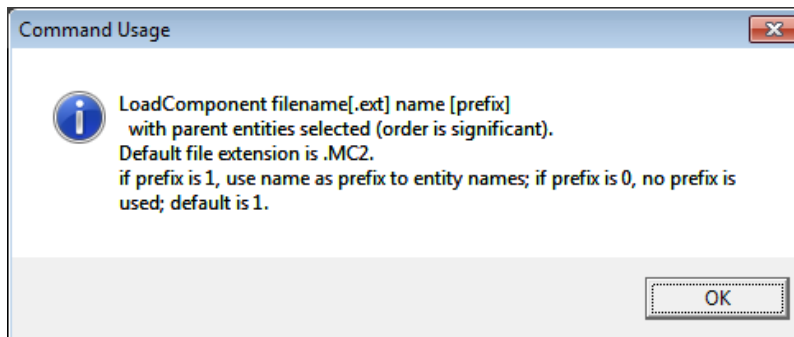 Command Usage
LoadComponent filename[.ext] name [prefix]
with parent entities selected (order is significant).
Default file extension is .MC2.
if prefix is 1, use name as prefix to entity names; if prefix is 0, no prefix is
used; default is 1.
OK